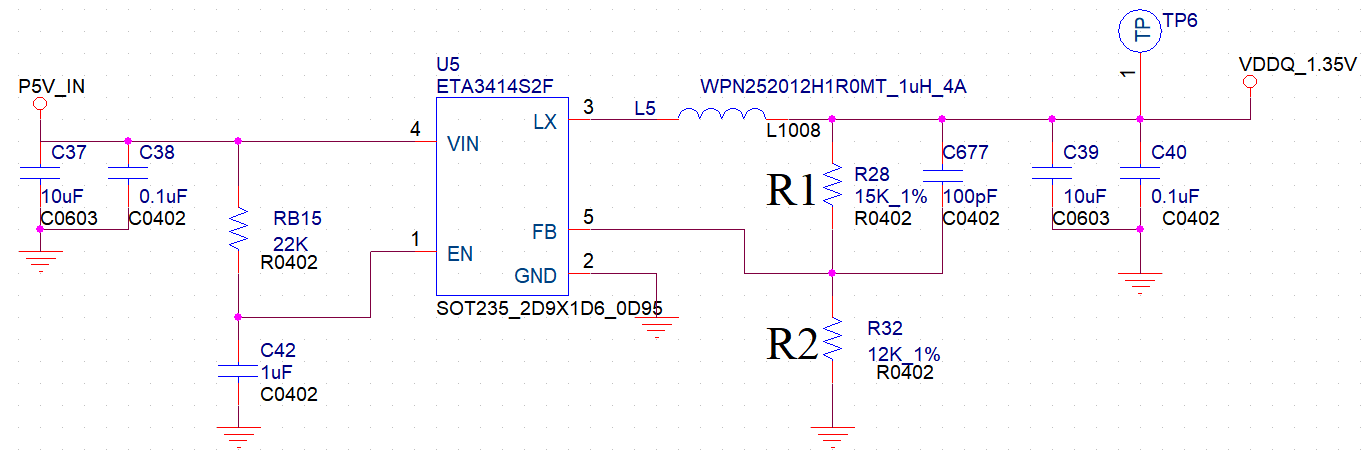 TP6
TP
1
P5V_IN
U5
ETA3414S2F
WPN252012H1R0MT_1uH_4A
VDDQ_1.35V
4
VIN
LX
3
L5
L1008
C37
10uF
C0603
C38
0.1uF
C0402
RB15
22K
R0402
1
EN
FB
5
GND
2
SOT235_2D9X1D6_0D95
C42
1uF
C0402
R1
R28
15K_1%
R0402
C677
100pF
C0402
C39
10uF
C0603
C40
0.1uF
C0402
R2
R32
12K_1%
R0402